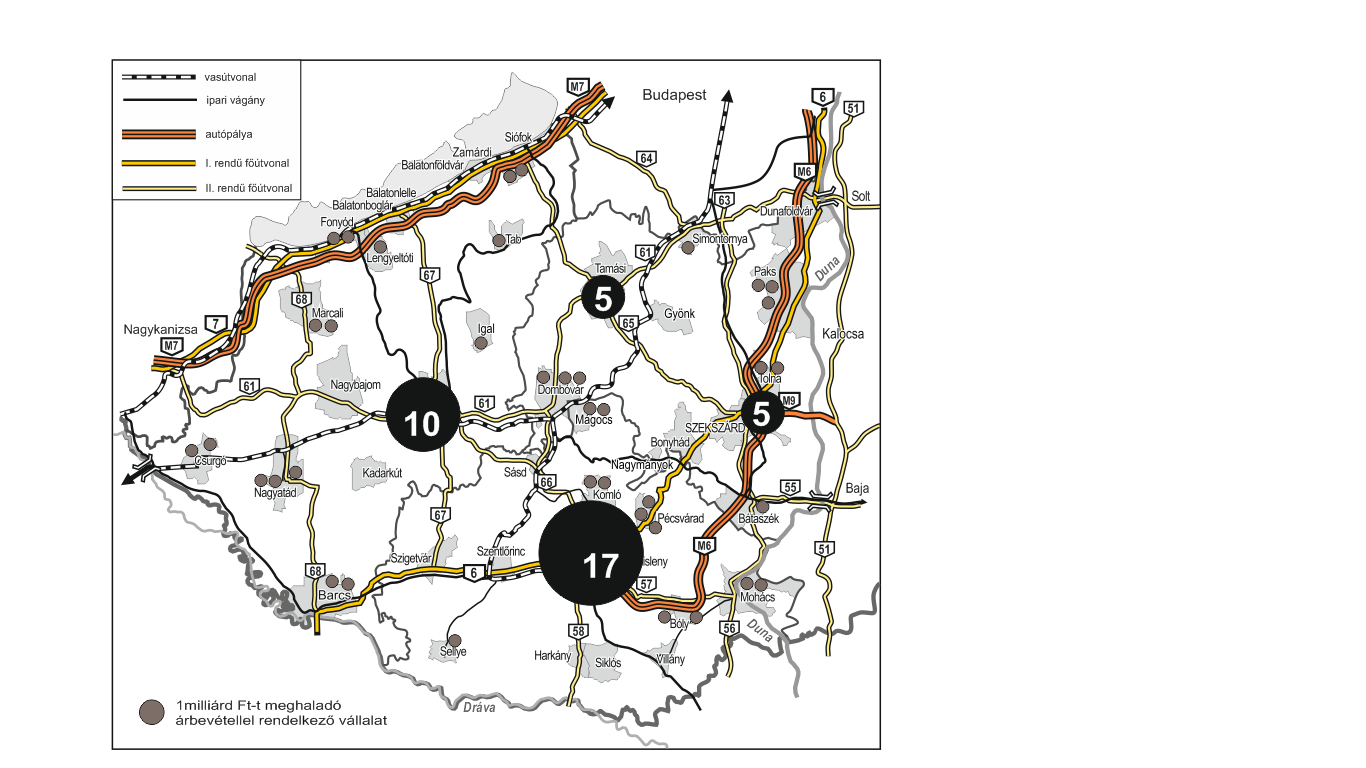 vasútvonal
ipari vágány
autópálya
I. rendű főútvonal
II. rendű főútvonal
M7
Budapest
6
51
Siófok
Zamárdi
Balatonföldvár
64
M6
Balatonlelle
Balatonboglár
63
Solt
Dunaföldvár
Fonyód
Tab
Simontornya
61
Lengyeltóti
67
Tamási
Paks
Duna
68
5
Marcali
Gyönk
Nagykanizsa
7
65
Igal
Kalocsa
M7
61
Nagybajom
Dombóvár
Tolna
M9
61
10
5
Mágocs
SZEKSZÁRD
Bonyhád
Csurgó
Kadarkút
Sásd
Nagymányok
66
55
Baja
Nagyatád
Komló
67
Pécsvárad
Bátaszék
M6
51
Szigetvár
Szentlőrinc
17
isleny
68
6
57
Barcs
Mohács
Bóly
58
56
Duna
Sellye
Harkány
Siklós
Villány
Dráva
1milliárd Ft-t meghaladó
árbevétellel rendelkező vállalat